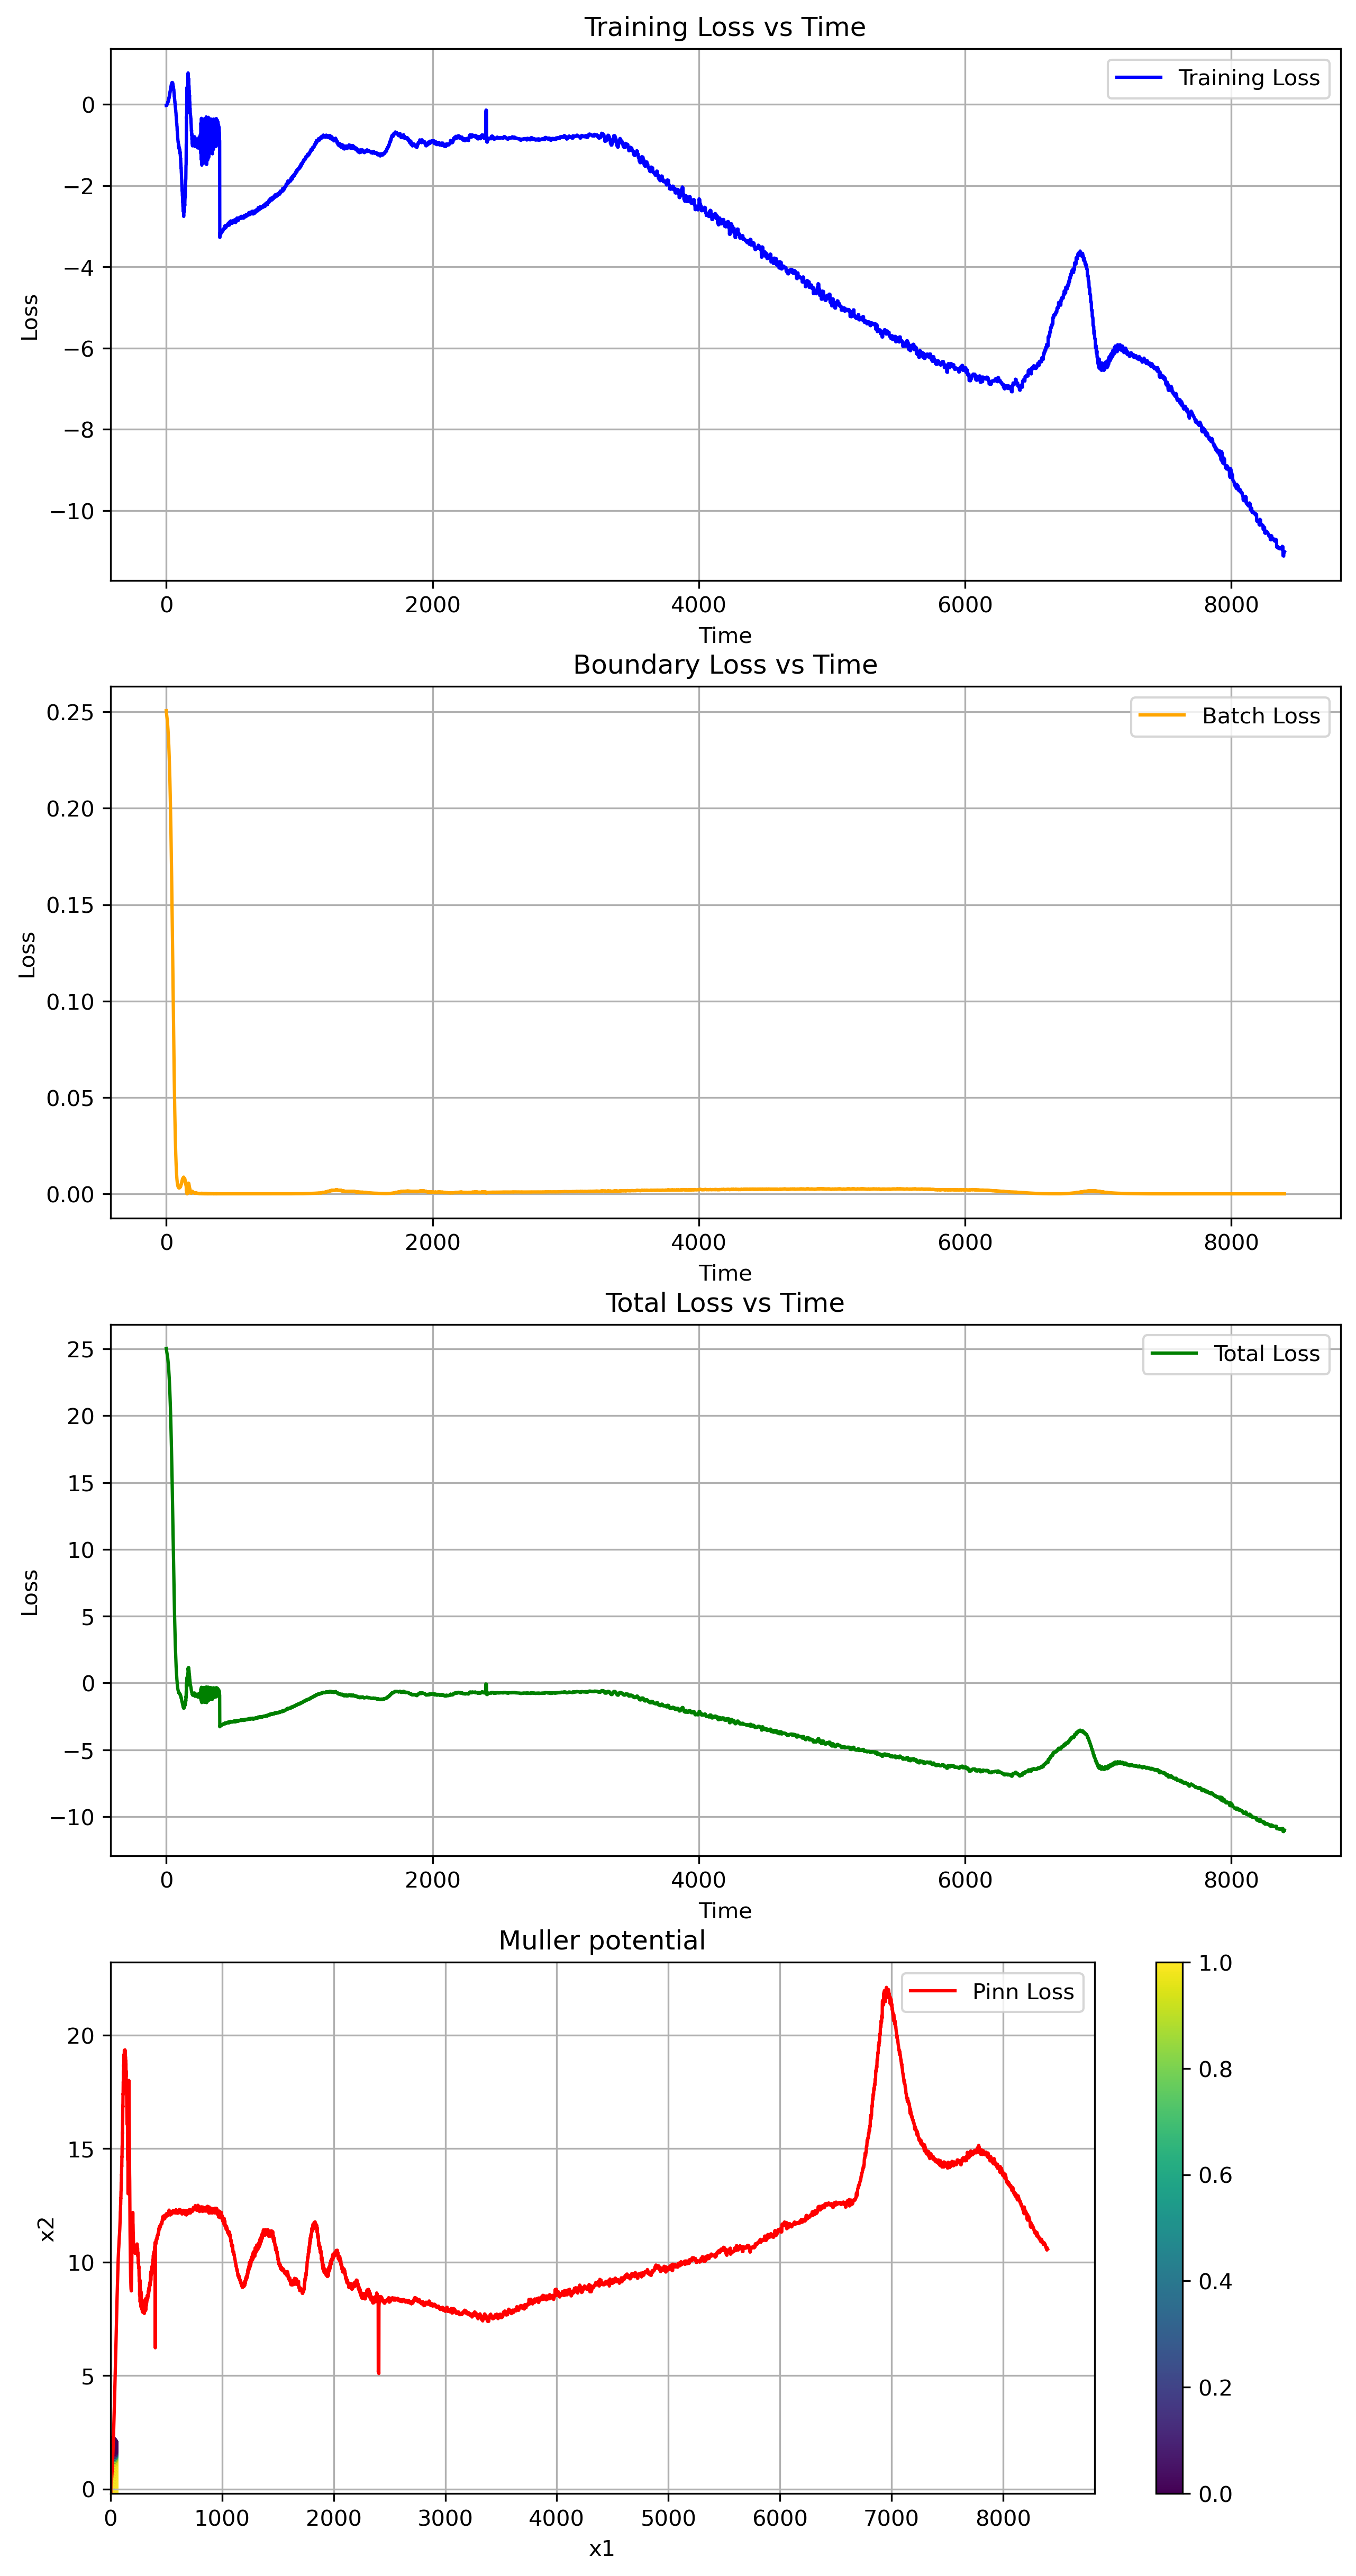 Training Loss vs Time
Training Loss
0
−2
−4
−6
−8
−10
Loss
0 2000 4000 6000 8000
Time
Boundary Loss vs Time
Batch Loss
0.25
0.20
0.15
0.10
0.05
0.00
Loss
0 2000 4000 6000 8000
Time
Total Loss vs Time
Total Loss
25
20
15
10
5
0
−5
−10
Loss
0 2000 4000 6000 8000
Time
Muller potential
Pinn Loss
20
15
10
5
0
x2
0 1000 2000 3000 4000 5000 6000 7000 8000
x1
1.0
0.8
0.6
0.4
0.2
0.0